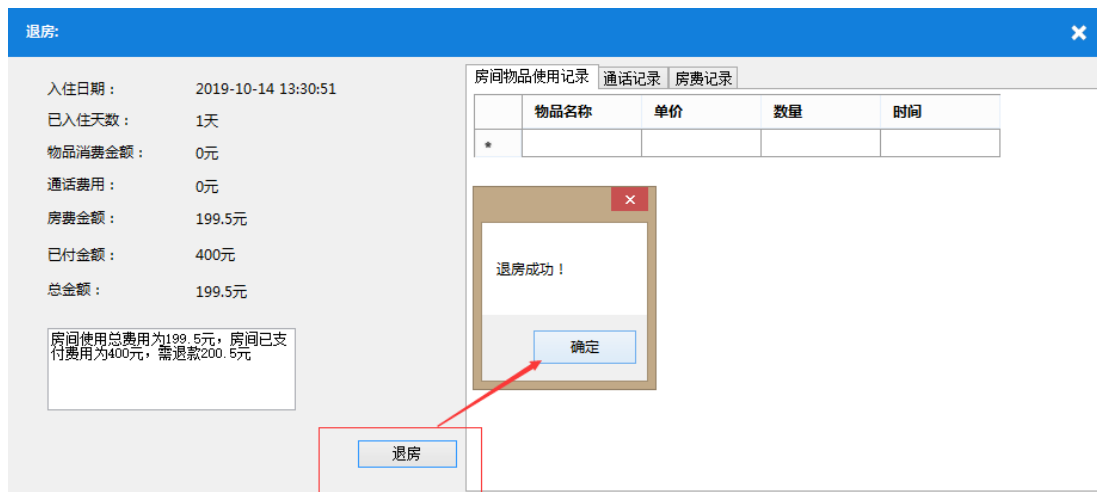 退房:
入住日期： 2019-10-14 13:30:51
已入住天数： 1天
物品消费金额： 0元
通话费用： 0元
房费金额： 199.5元
已付金额： 400元
总金额： 199.5元
房间使用总费用为199.5元，房间已支
付费用为400元，需退款200.5元
退房
房间物品使用记录 通话记录 房费记录
物品名称 单价 数量 时间
*
退房成功！
确定